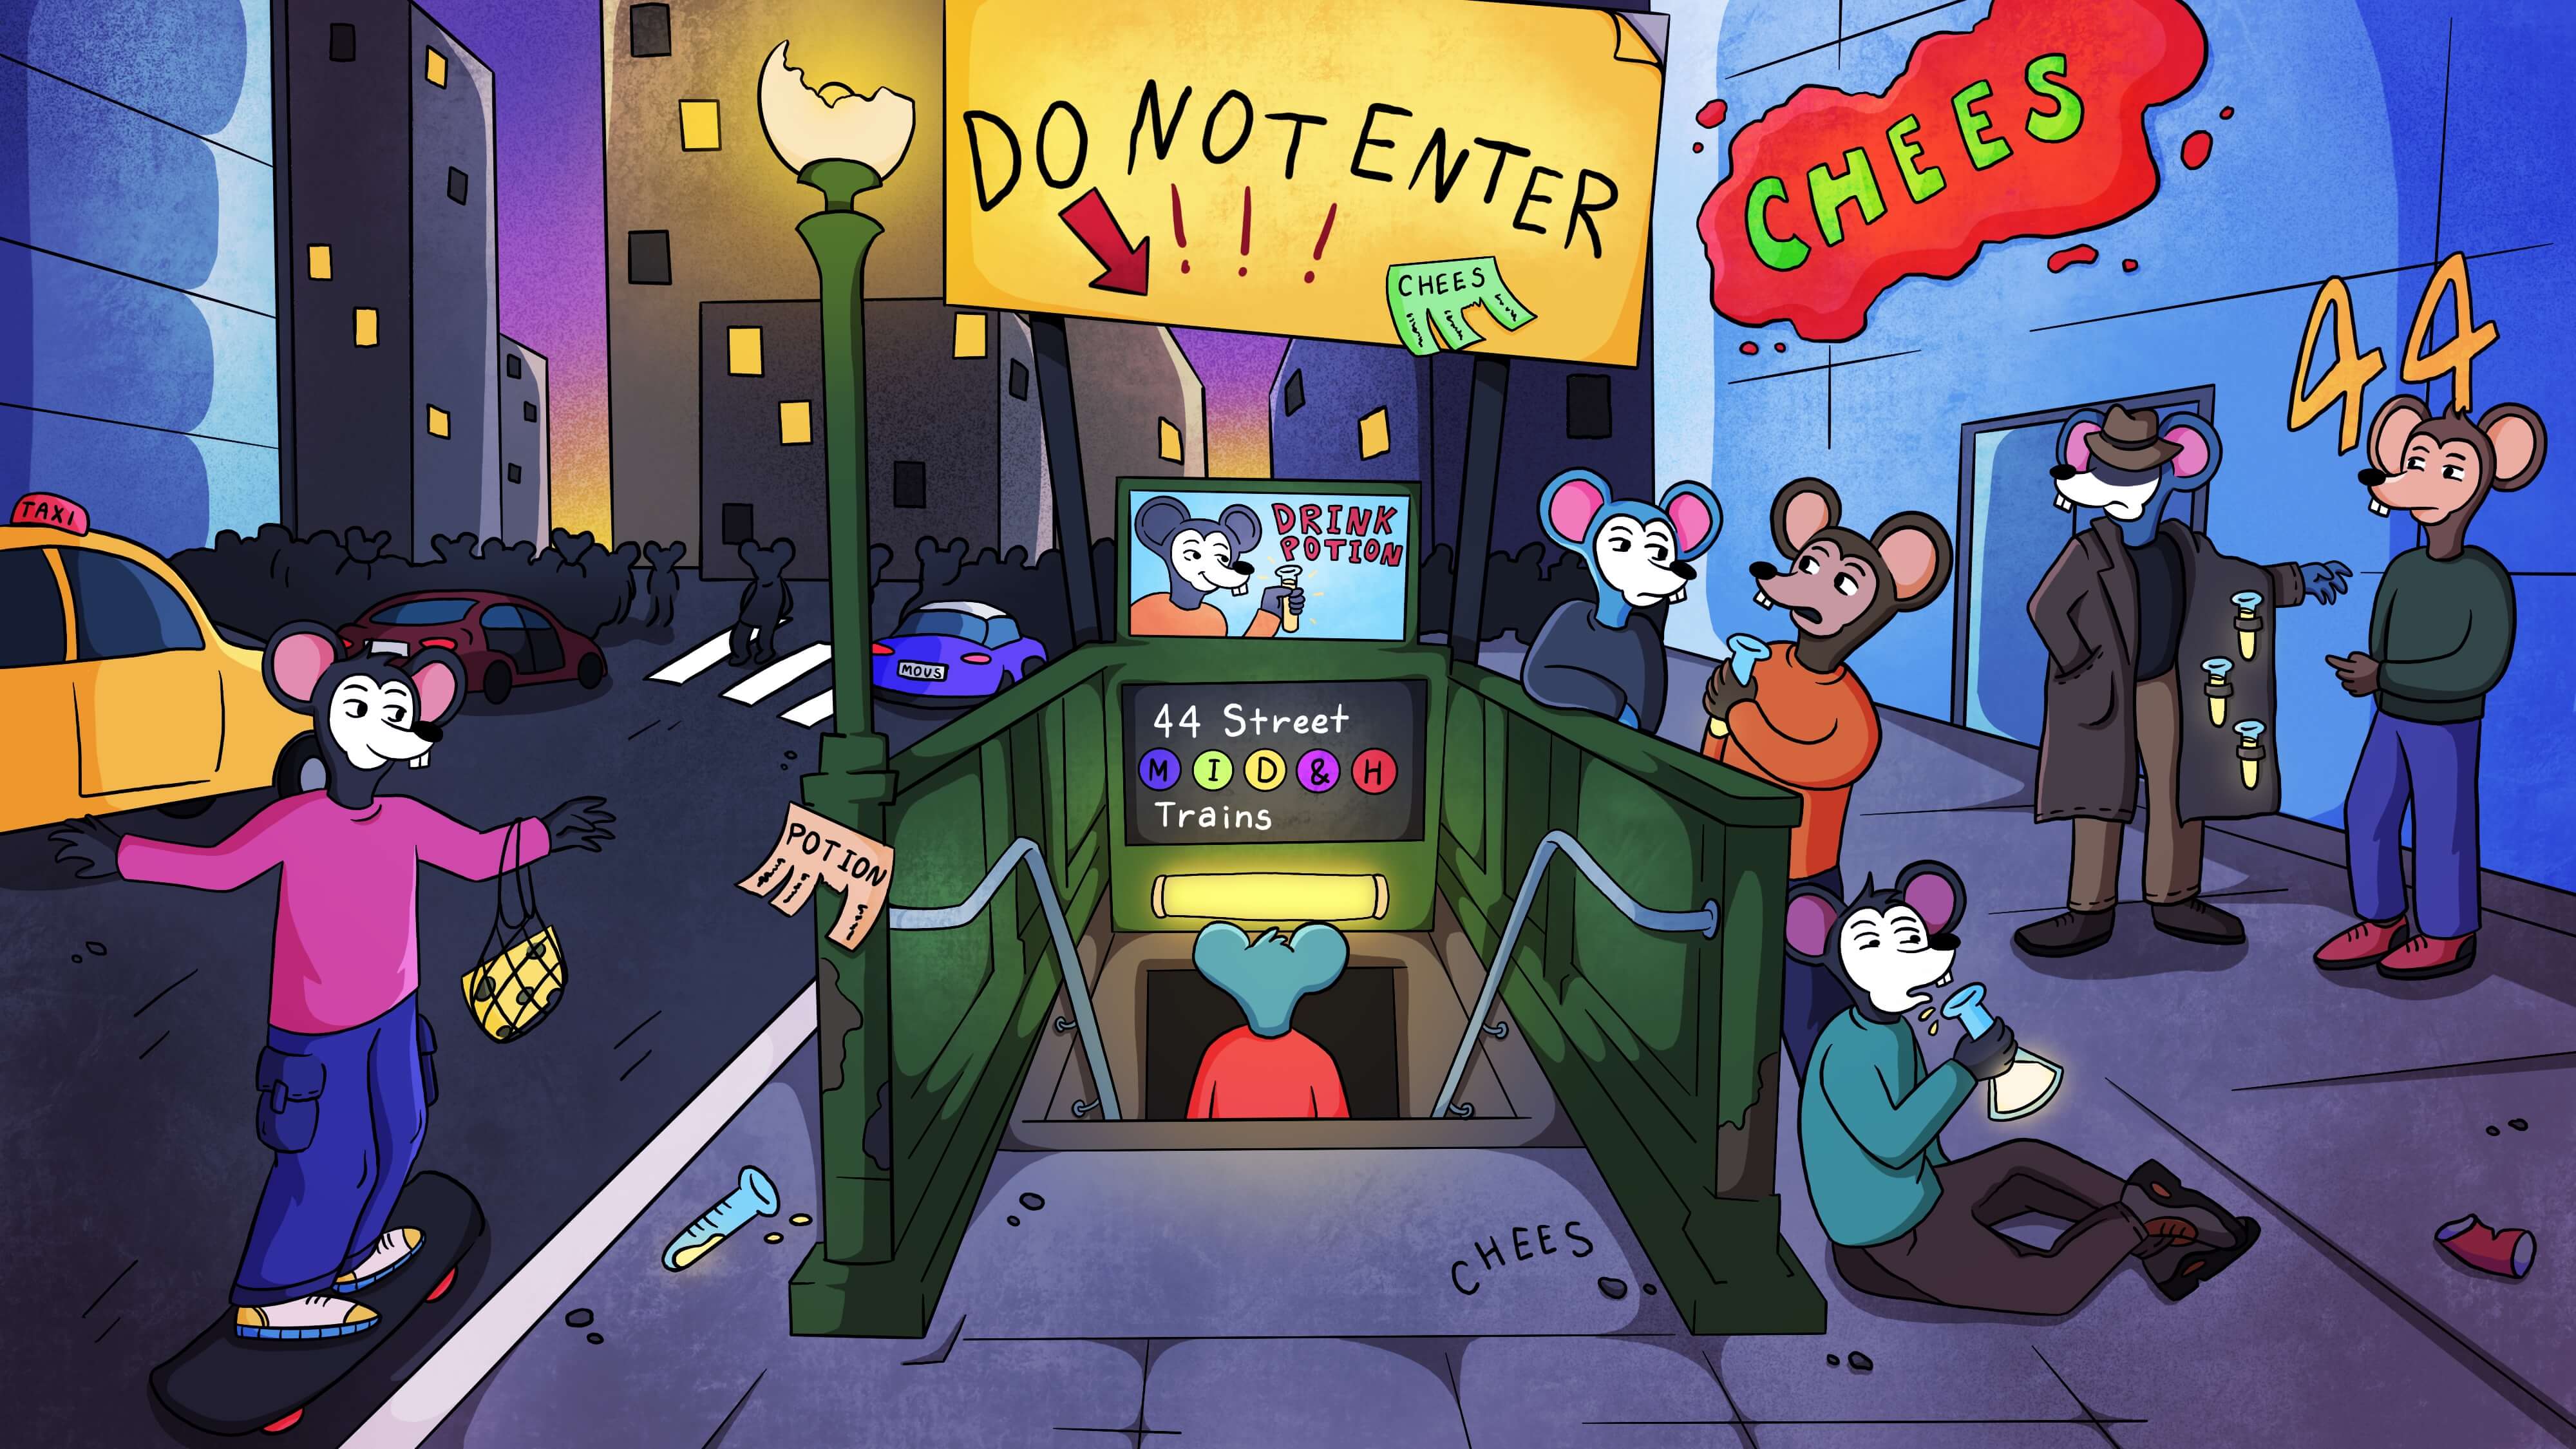 DO NOT ENTER
!!!
CHEES
CHEES
44
TAXI
DRINK
POTION
MOUS
44 Street
M I D & H
Trains
POTION
CHEES